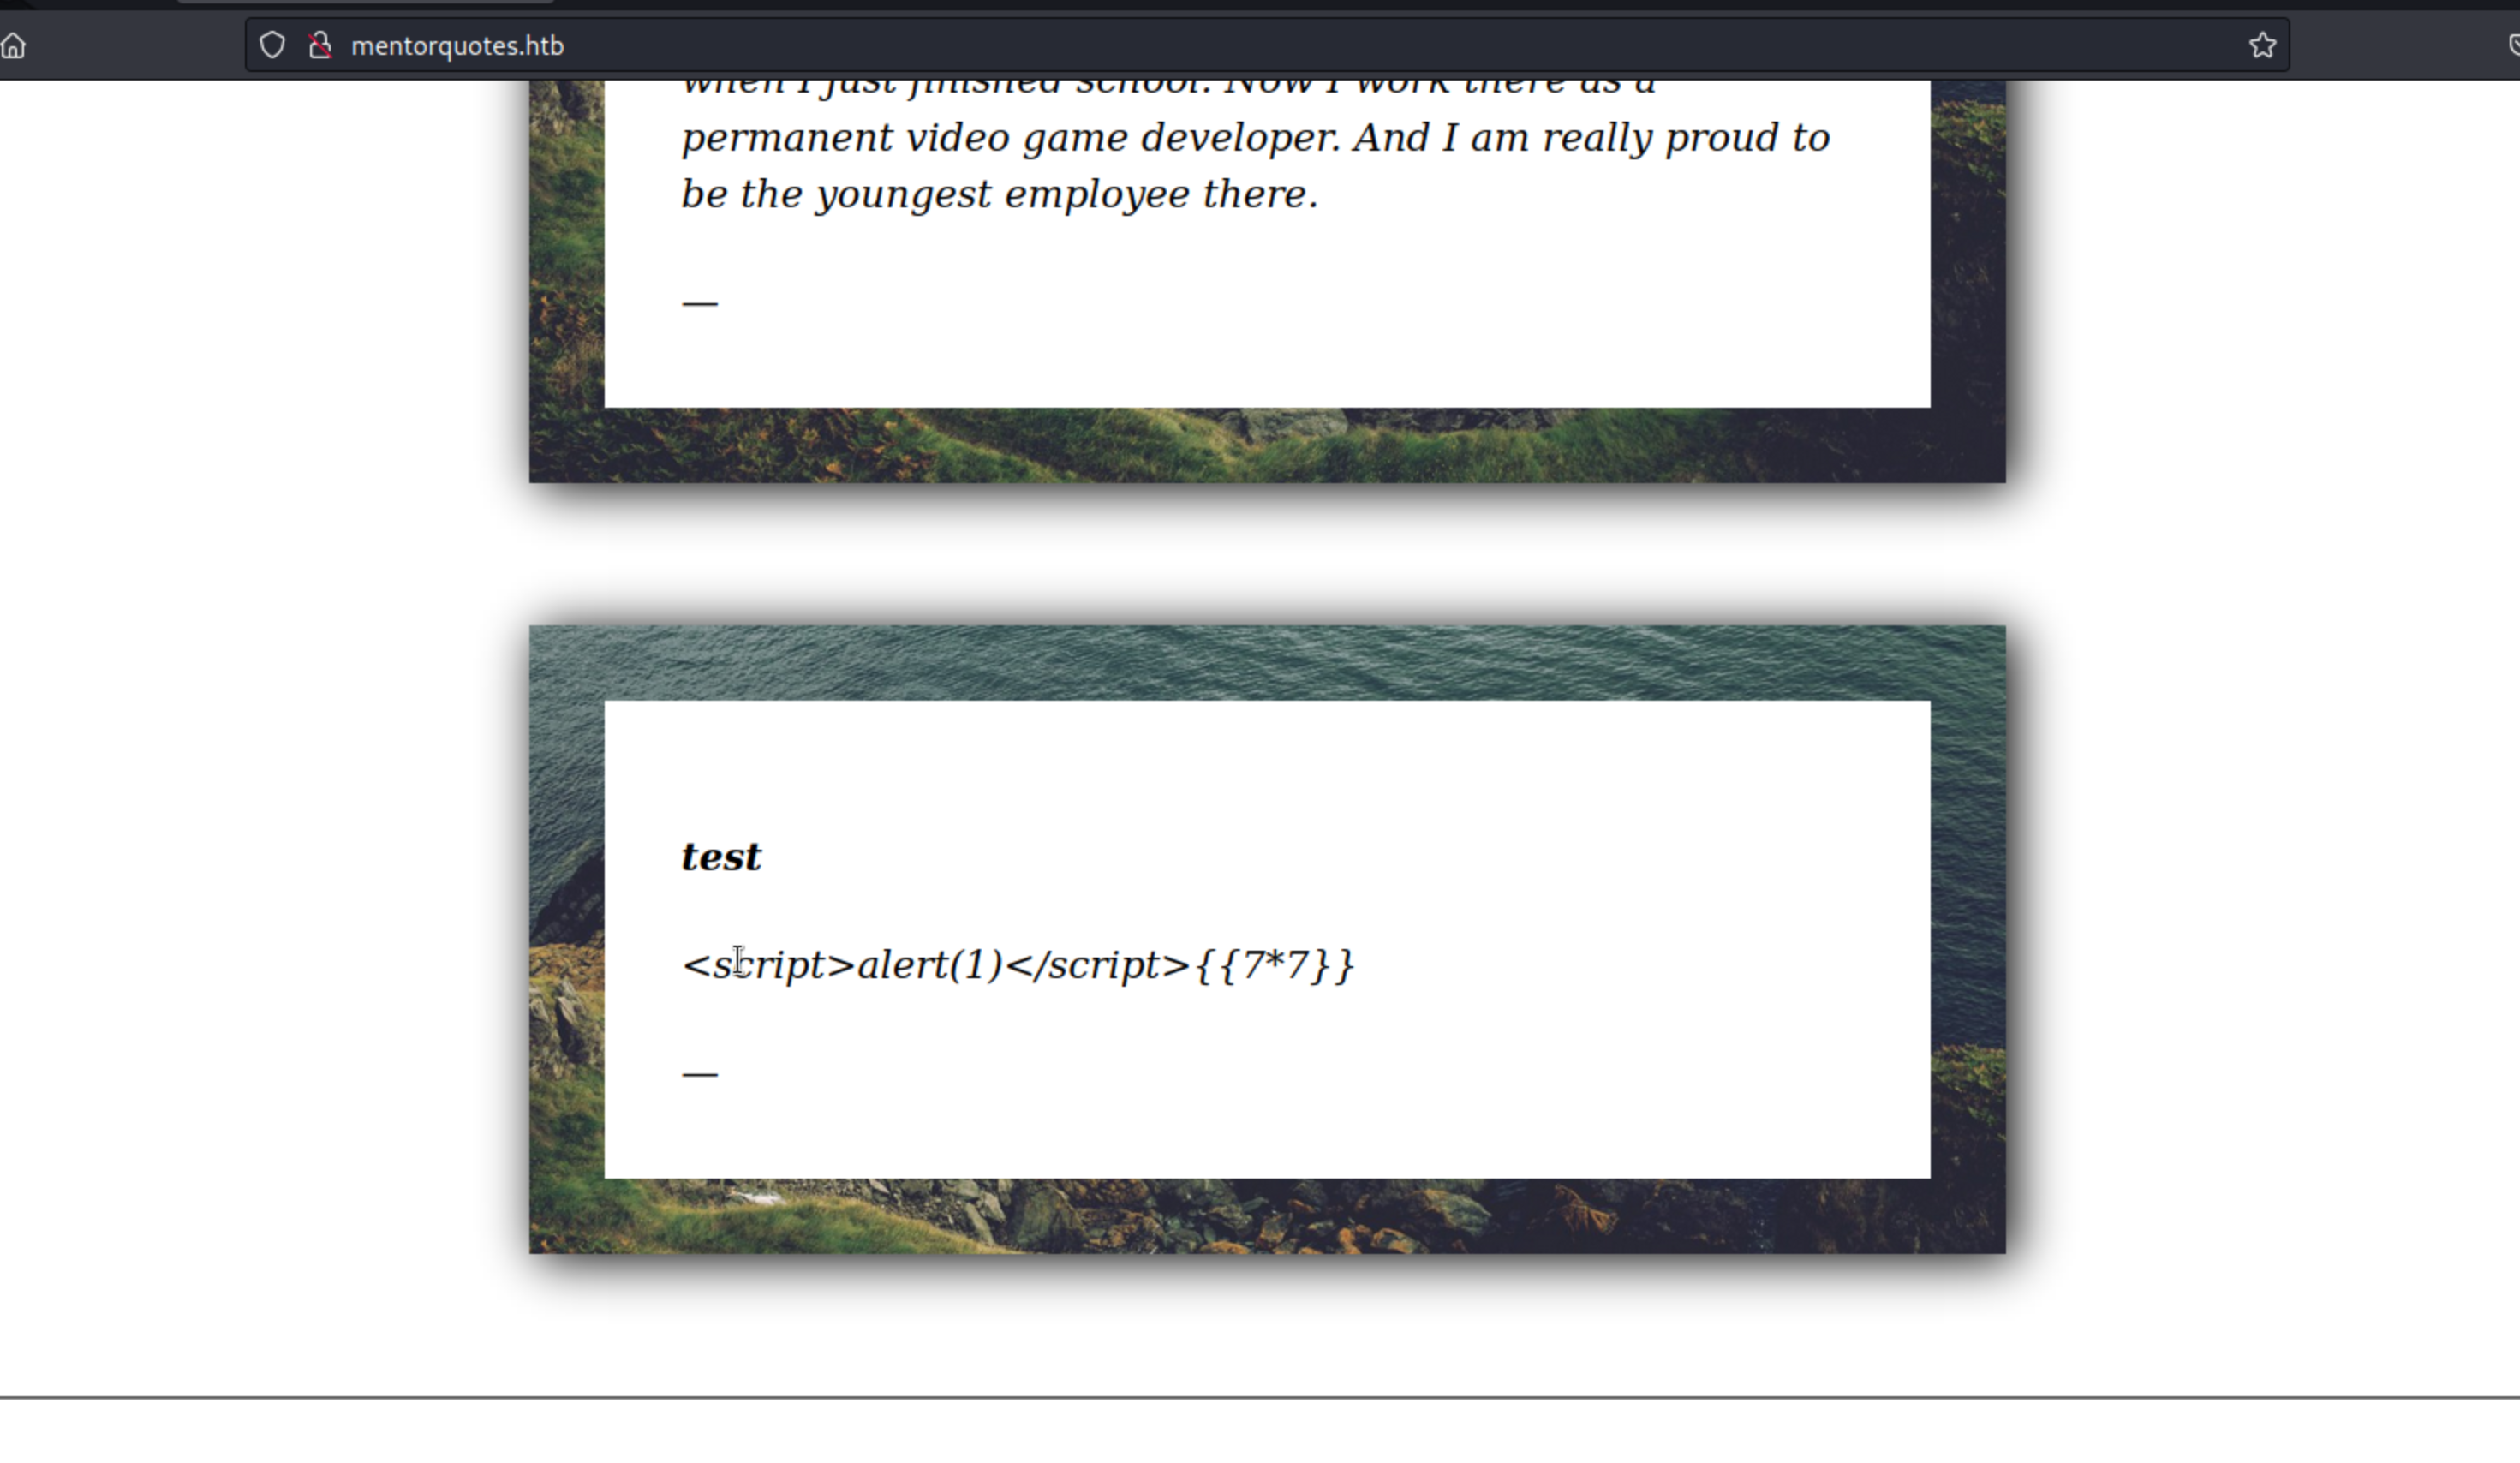 mentorquotes.htb
when I just finished school. Now I work there as a
permanent video game developer. And I am really proud to
be the youngest employee there.
—
test
<script>alert(1)</script>{{7*7}}
—